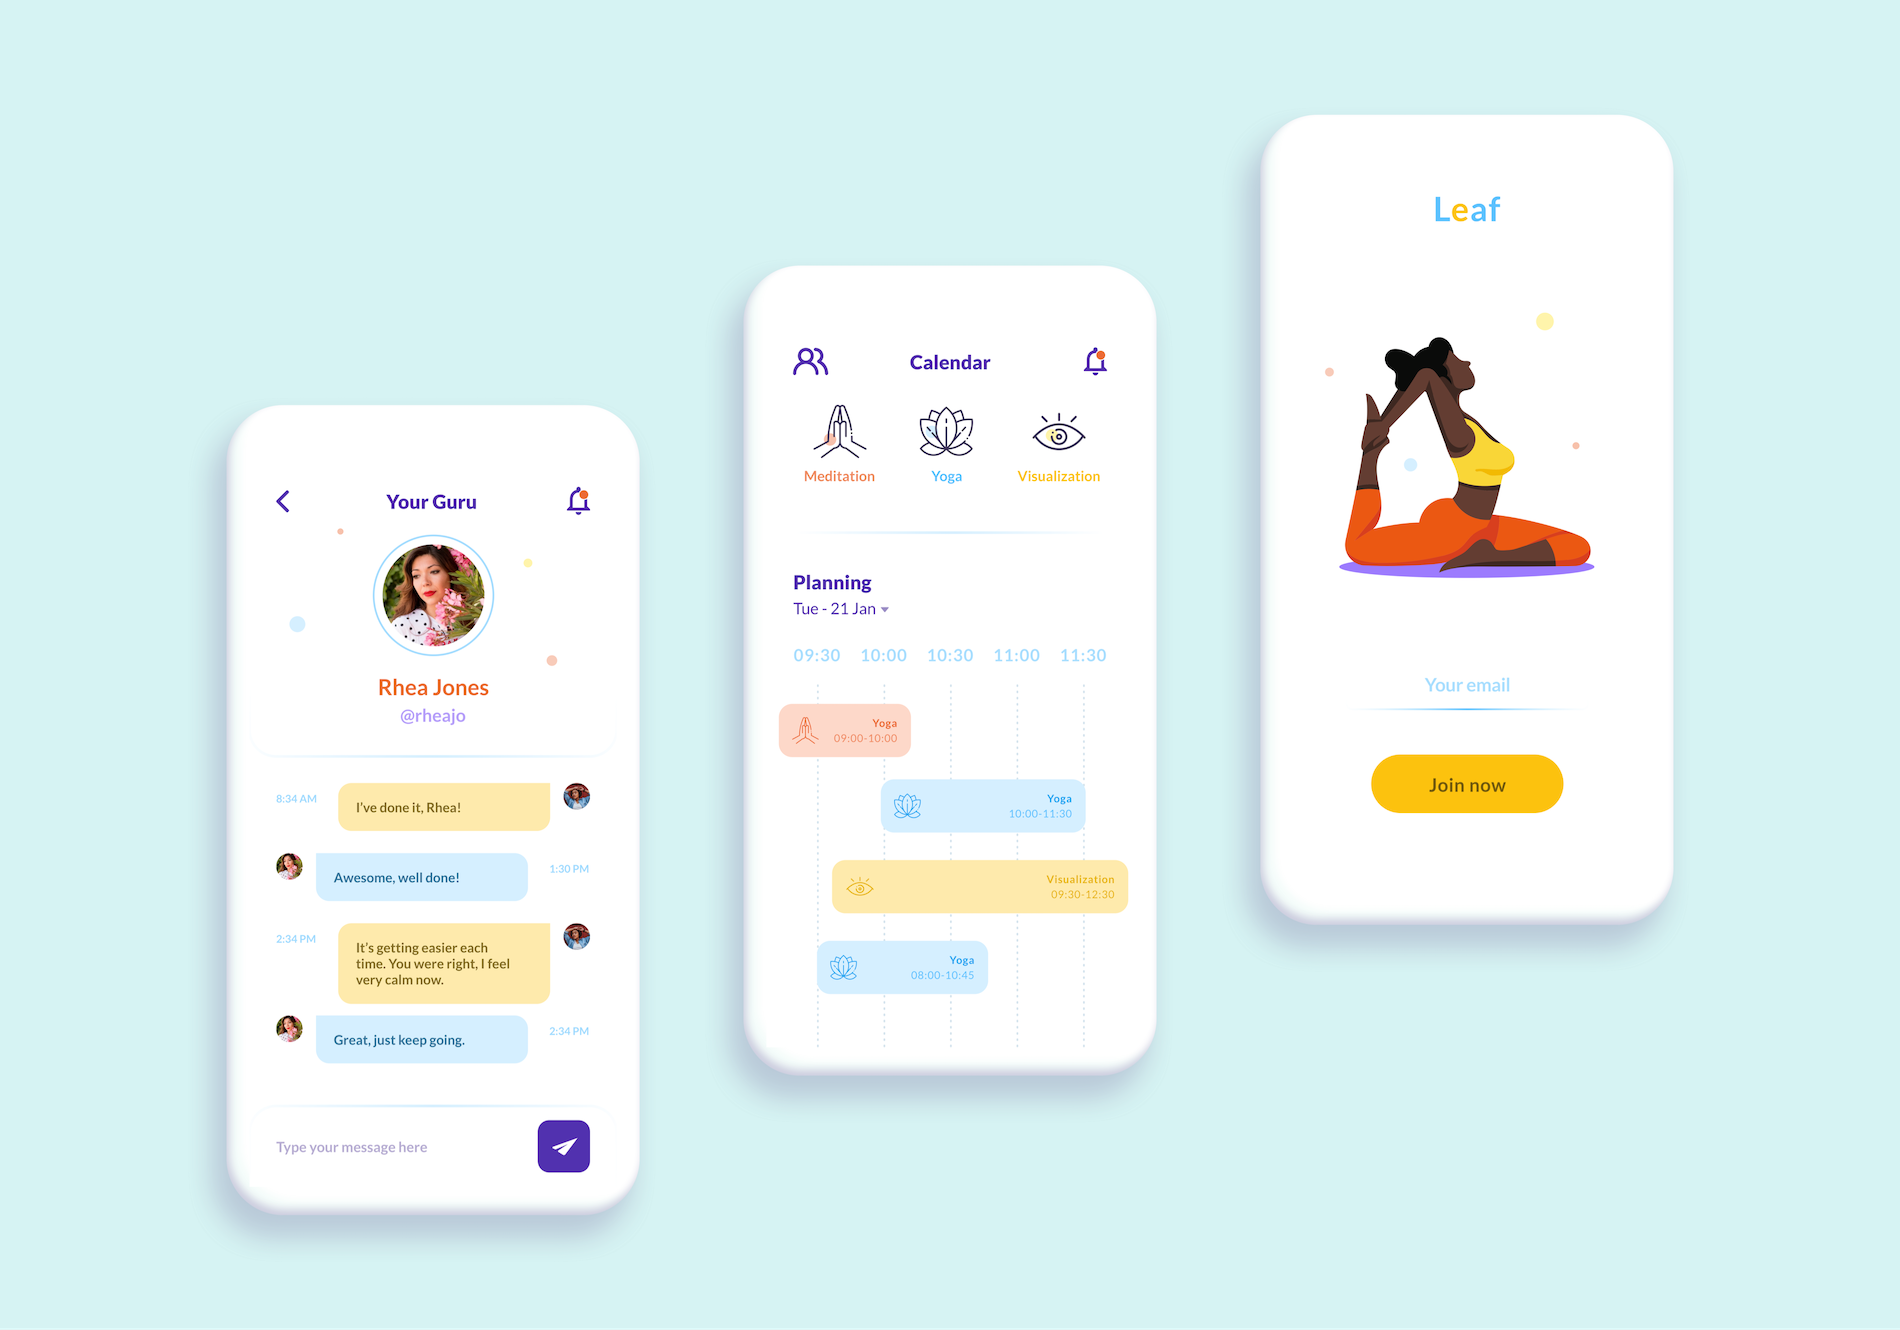 Your Guru
Rhea Jones
@rheajo
8:34 AM
I've done it, Rhea!
Awesome, well done!
1:30 PM
2:34 PM
It's getting easier each
time. You were right, I feel
very calm now.
Great, just keep going.
2:34 PM
Type your message here
Calendar
Meditation
Yoga
Visualization
Planning
Tue - 21 Jan
09:30 10:00 10:30 11:00 11:30
Yoga
09:00-10:00
Yoga
10:00-11:30
Visualization
09:30-12:30
Yoga
08:00-10:45
Leaf
Your email
Join now